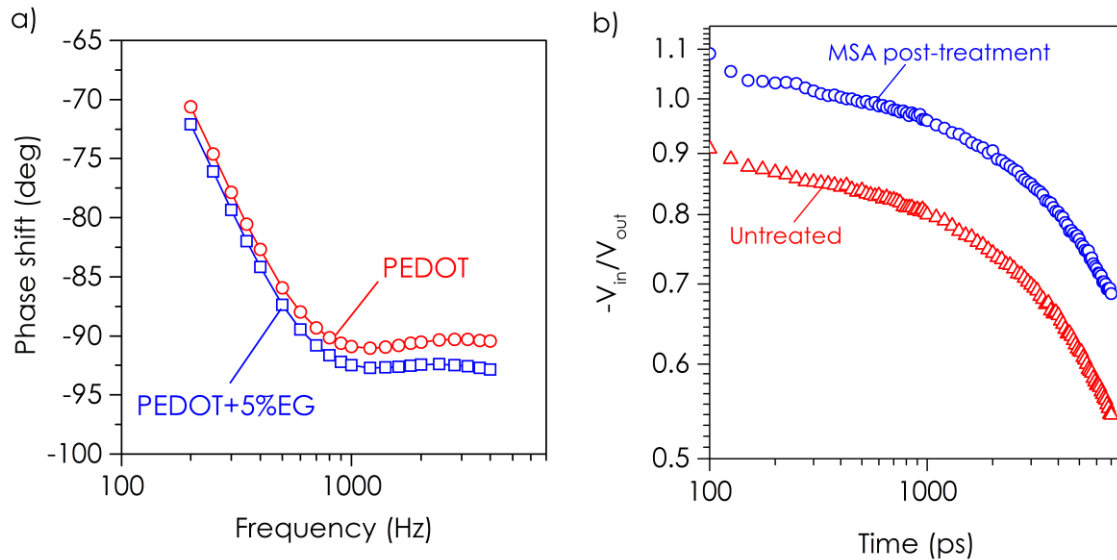 a)
-65
-70
-75
-80
-85
-90
-95
-100
Phase shift (deg)
PEDOT
PEDOT+5%EG
100
1000
Frequency (Hz)
b)
1.1
1.0
0.9
0.8
0.7
0.6
0.5
-Vin/Vout
MSA post-treatment
Untreated
100
1000
Time (ps)